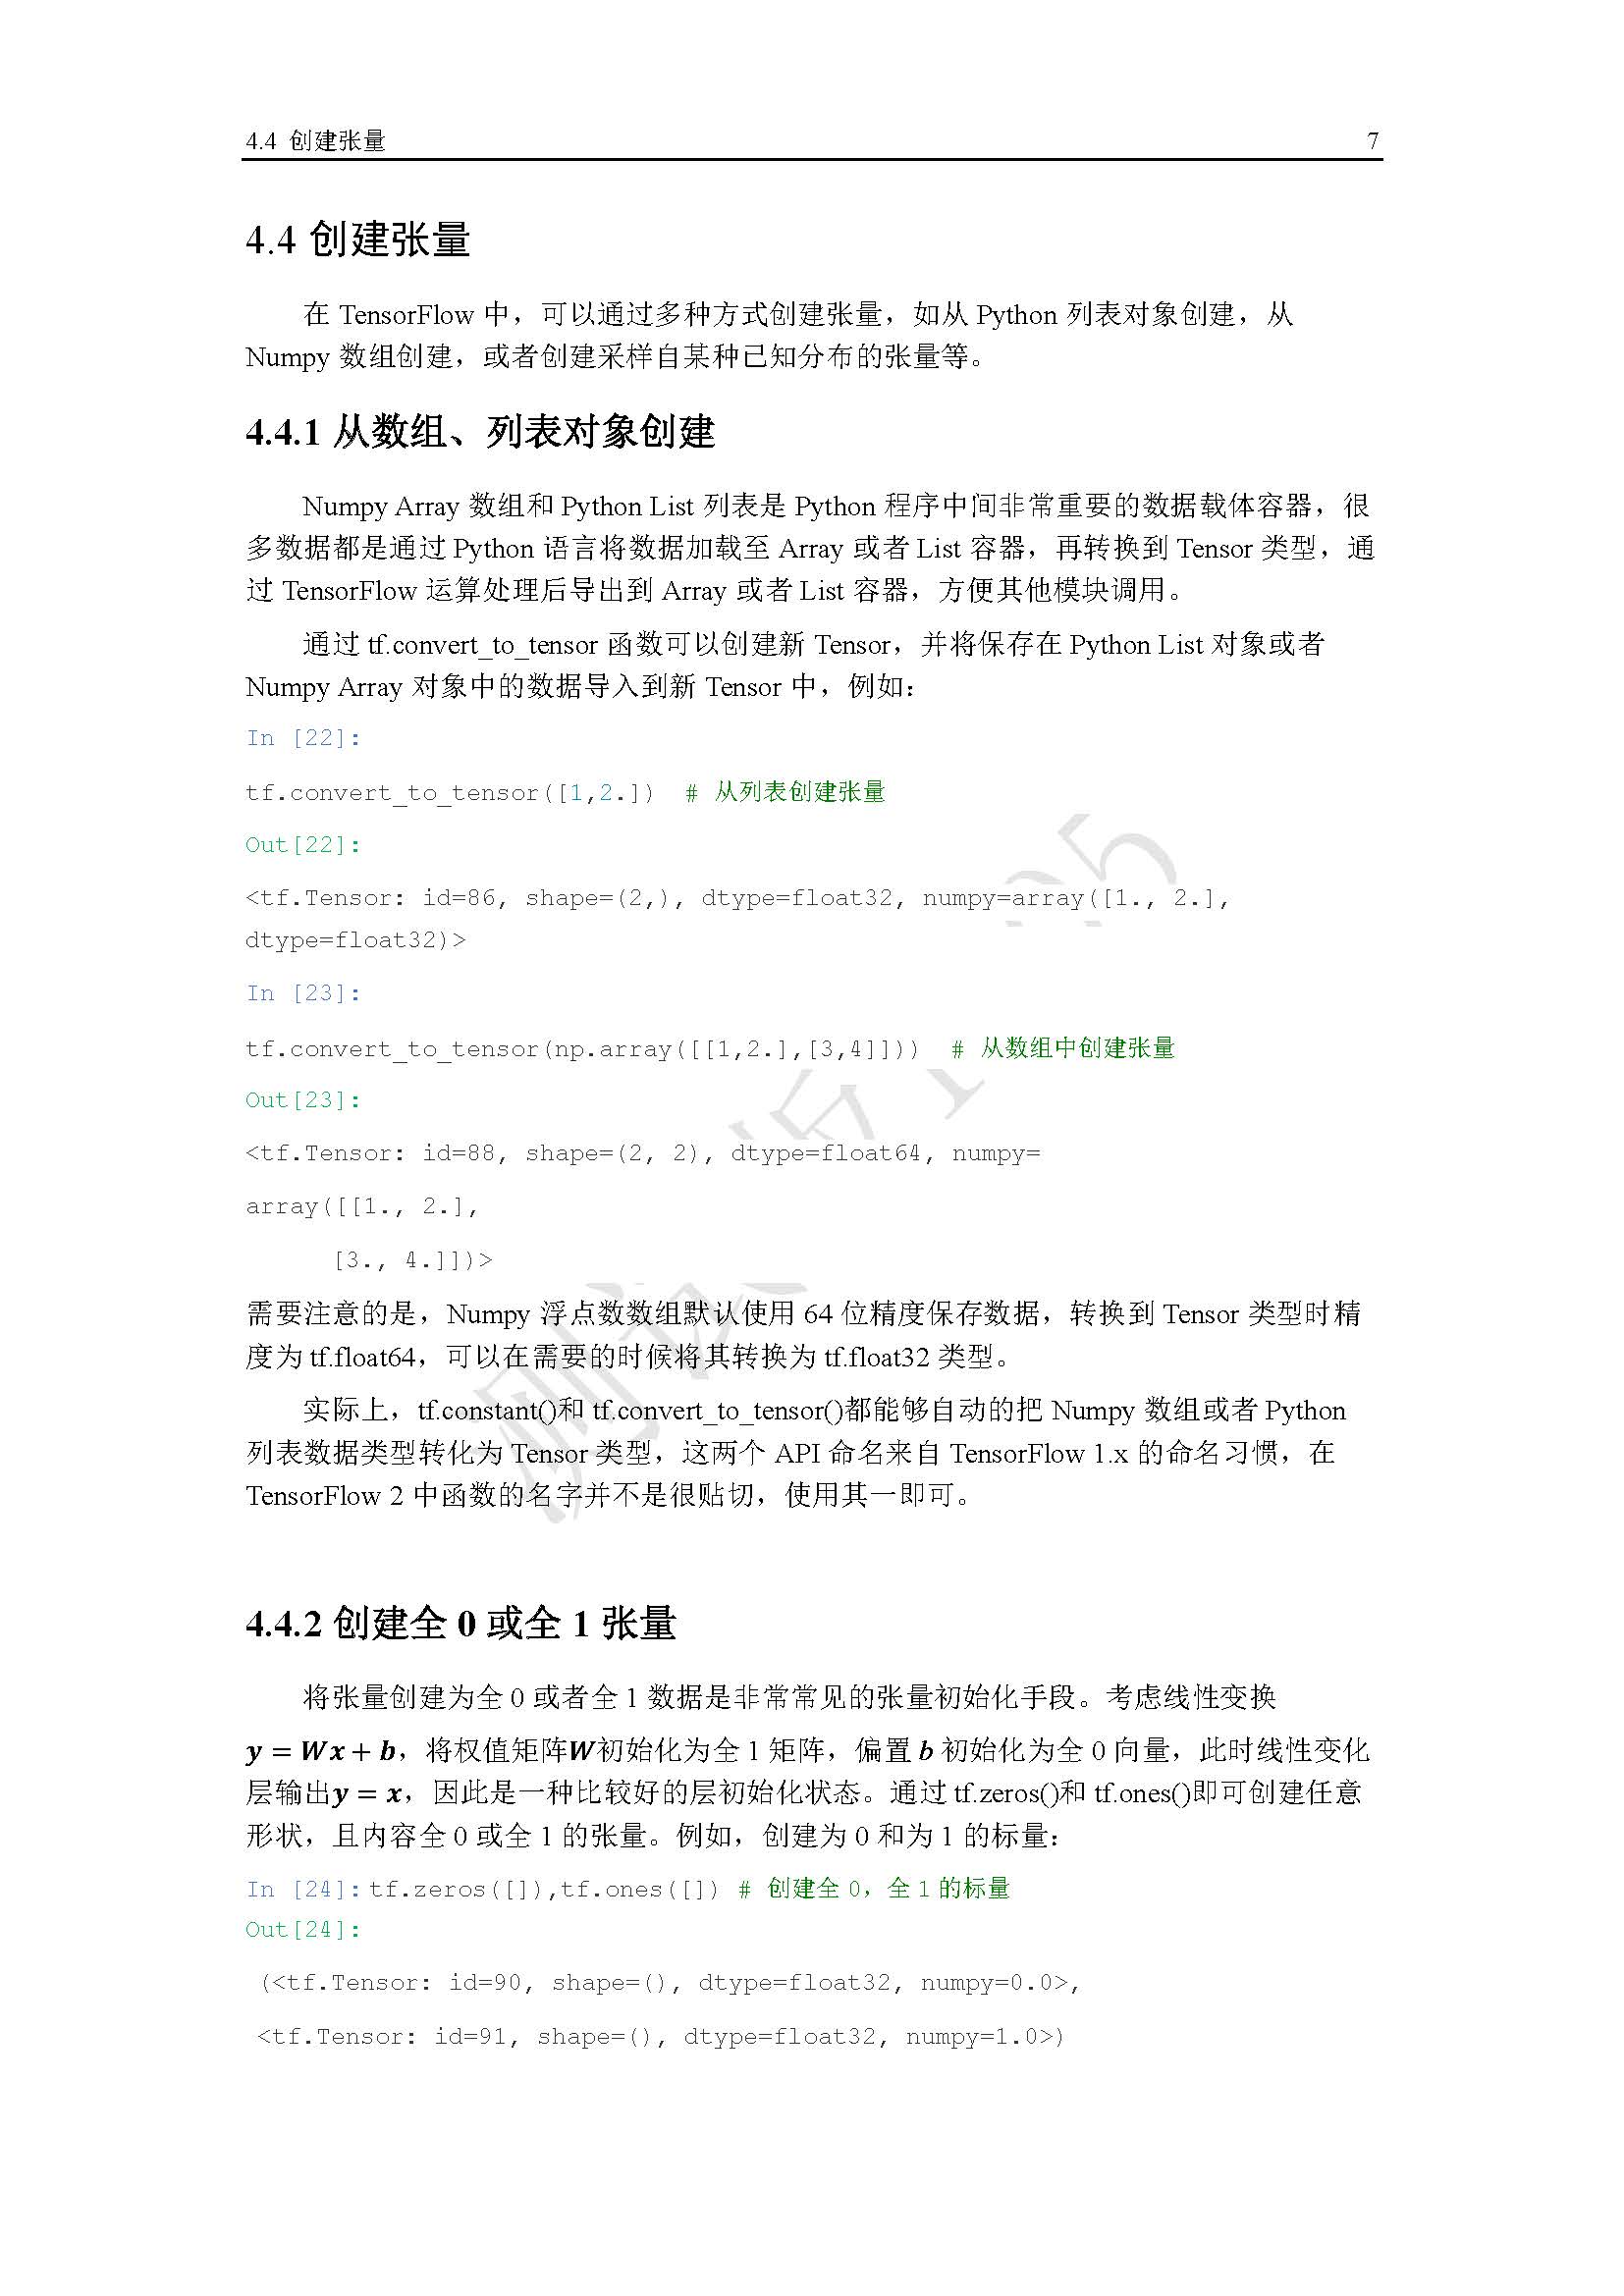 4.4 创建张量 7
4.4 创建张量
在 TensorFlow 中，可以通过多种方式创建张量，如从 Python 列表对象创建，从
Numpy 数组创建，或者创建采样自某种已知分布的张量等。
4.4.1 从数组、列表对象创建
Numpy Array 数组和 Python List 列表是 Python 程序中间非常重要的数据载体容器，很
多数据都是通过 Python 语言将数据加载至 Array 或者 List 容器，再转换到 Tensor 类型，通
过 TensorFlow 运算处理后导出到 Array 或者 List 容器，方便其他模块调用。
通过 tf.convert_to_tensor 函数可以创建新 Tensor，并将保存在 Python List 对象或者
Numpy Array 对象中的数据导入到新 Tensor 中，例如：
In [22]:
tf.convert_to_tensor([1,2.]) # 从列表创建张量
Out[22]:
<tf.Tensor: id=86, shape=(2,), dtype=float32, numpy=array([1., 2.],
dtype=float32)>
In [23]:
tf.convert_to_tensor(np.array([[1,2.],[3,4]])) # 从数组中创建张量
Out[23]:
<tf.Tensor: id=88, shape=(2, 2), dtype=float64, numpy=
array([[1., 2.],
[3., 4.]])>
需要注意的是，Numpy 浮点数数组默认使用 64 位精度保存数据，转换到 Tensor 类型时精
度为 tf.float64，可以在需要的时候将其转换为 tf.float32 类型。
实际上，tf.constant()和 tf.convert_to_tensor()都能够自动的把 Numpy 数组或者 Python
列表数据类型转化为 Tensor 类型，这两个 API 命名来自 TensorFlow 1.x 的命名习惯，在
TensorFlow 2 中函数的名字并不是很贴切，使用其一即可。
4.4.2 创建全 0 或全 1 张量
将张量创建为全 0 或者全 1 数据是非常常见的张量初始化手段。考虑线性变换
y = Wx + b，将权值矩阵W初始化为全 1 矩阵，偏置 b 初始化为全 0 向量，此时线性变化
层输出y = x，因此是一种比较好的层初始化状态。通过 tf.zeros()和 tf.ones()即可创建任意
形状，且内容全 0 或全 1 的张量。例如，创建为 0 和为 1 的标量：
In [24]: tf.zeros([]),tf.ones([]) # 创建全 0，全 1 的标量
Out[24]:
(<tf.Tensor: id=90, shape=(), dtype=float32, numpy=0.0>,
<tf.Tensor: id=91, shape=(), dtype=float32, numpy=1.0>)